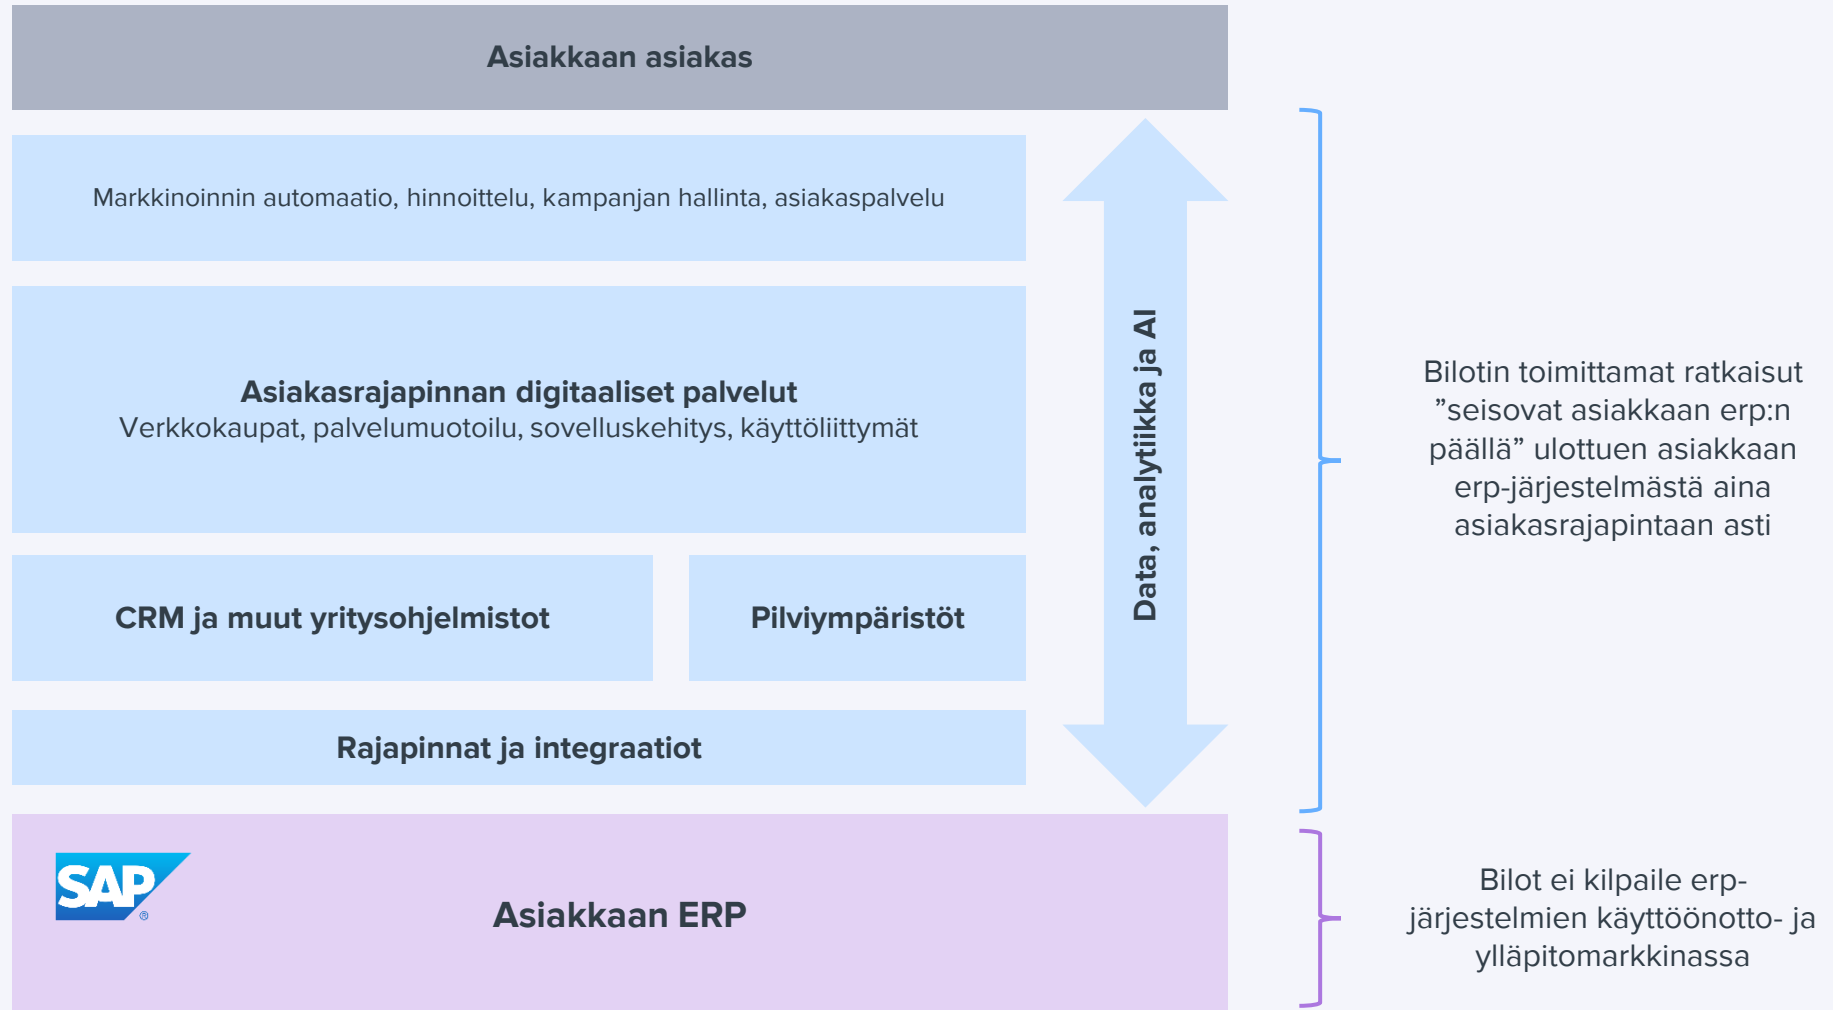 Asiakkaan asiakas
Markkinoinnin automaatio, hinnoittelu, kampanjan hallinta, asiakaspalvelu
Asiakasrajapinnan digitaaliset palvelut
Verkkokaupat, palvelumuotoilu, sovelluskehitys, käyttöliittymät
CRM ja muut yritysohjelmistot
Pilviympäristöt
Rajapinnat ja integraatiot
Data, analytiikka ja AI
Bilotin toimittamat ratkaisut
”seisovat asiakkaan erp:n
päällä” ulottuen asiakkaan
erp-järjestelmästä aina
asiakasrajapintaan asti
SAP®
Asiakkaan ERP
Bilot ei kilpaile erp-
järjestelmien käyttöönotto- ja
ylläpitomarkkinassa